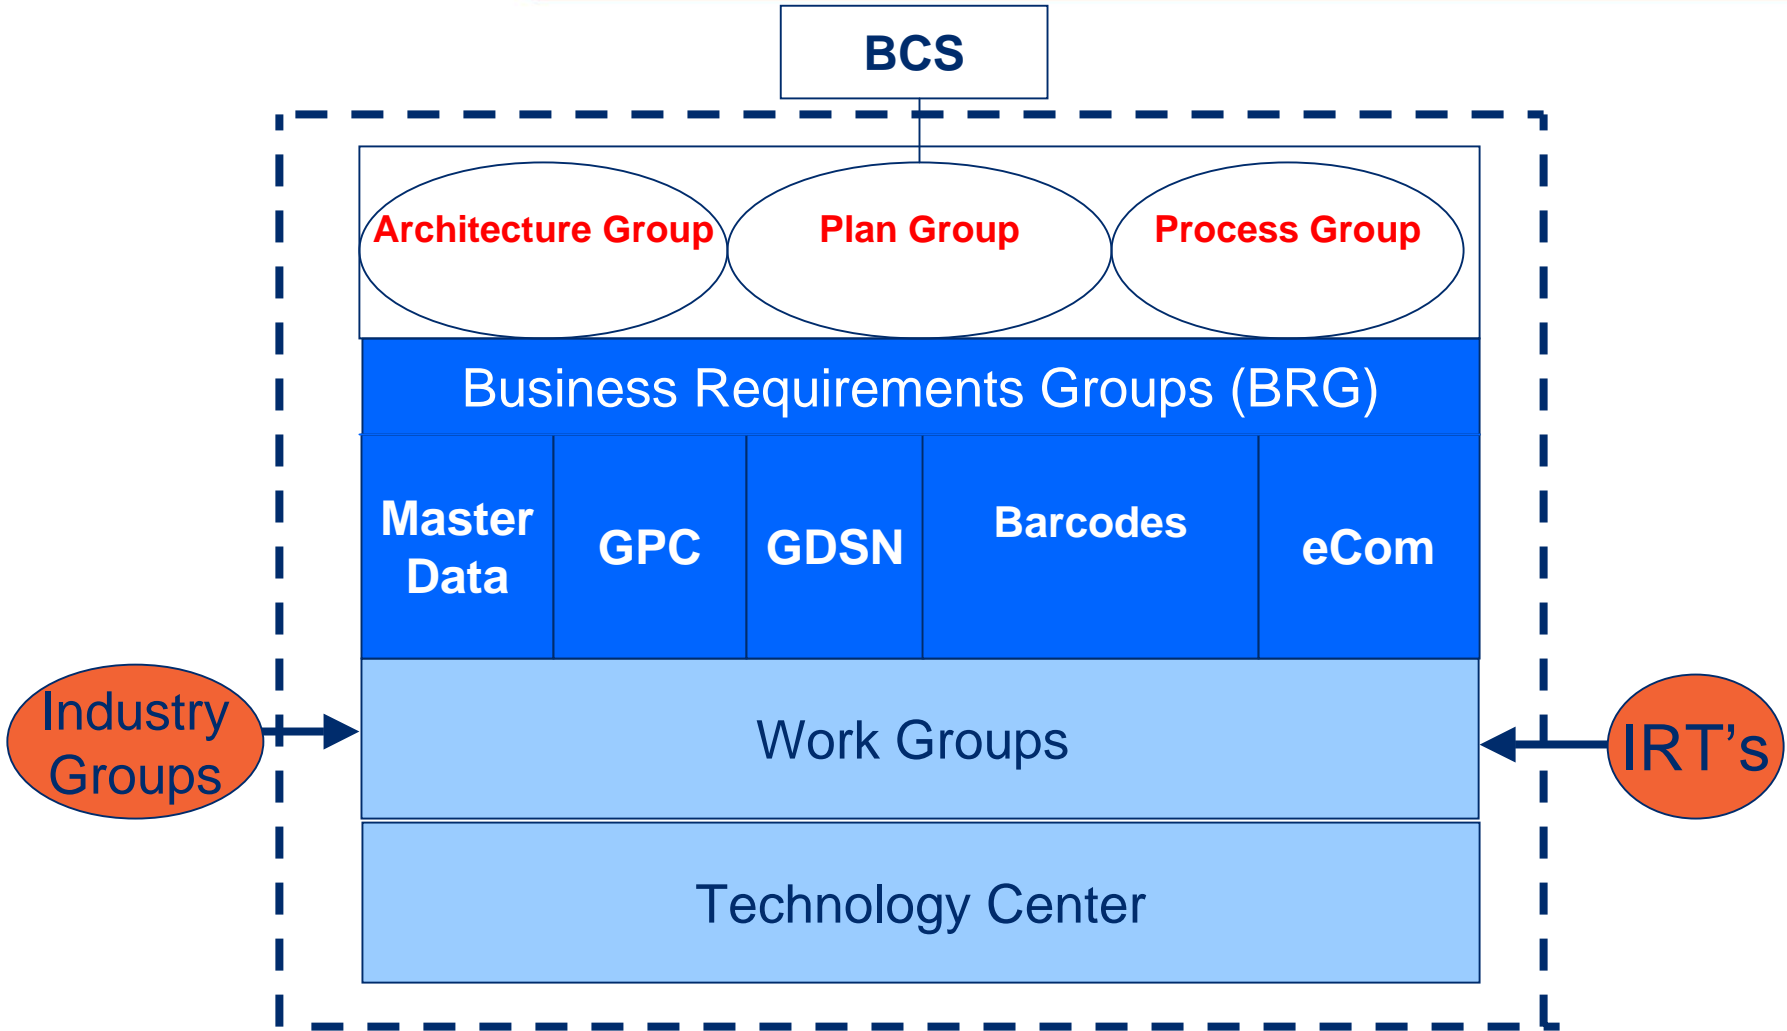 BCS
Architecture Group
Plan Group
Process Group
Business Requirements Groups (BRG)
Master
Data
GPC
GDSN
Barcodes
eCom
Industry
Groups
Work Groups
IRT’s
Technology Center